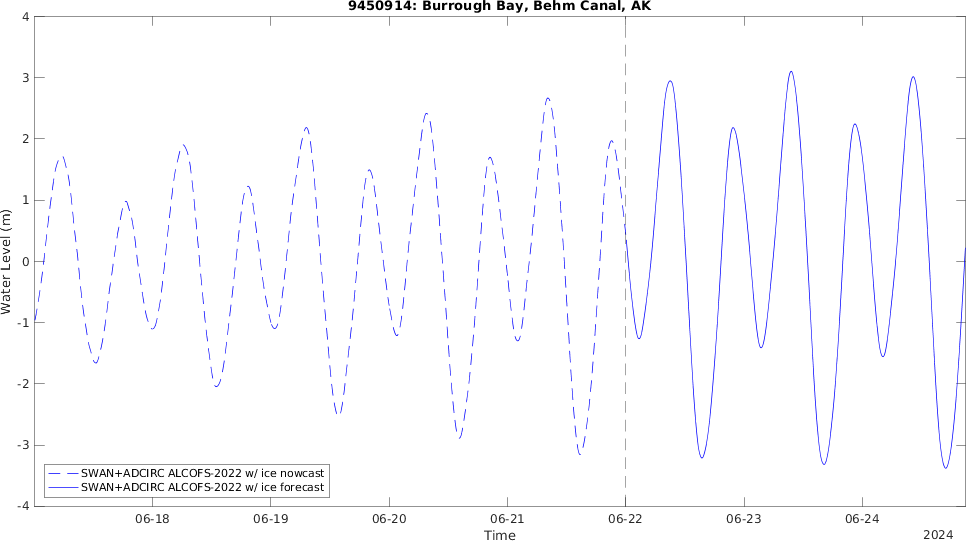 9450914: Burrough Bay, Behm Canal, AK
4
3
2
1
0
-1
-2
-3
-4
Water Level (m)
SWAN+ADCIRC ALCOFS-2022 w/ ice nowcast
SWAN+ADCIRC ALCOFS-2022 w/ ice forecast
06-18 06-19 06-20 06-21 06-22 06-23 06-24
Time
2024